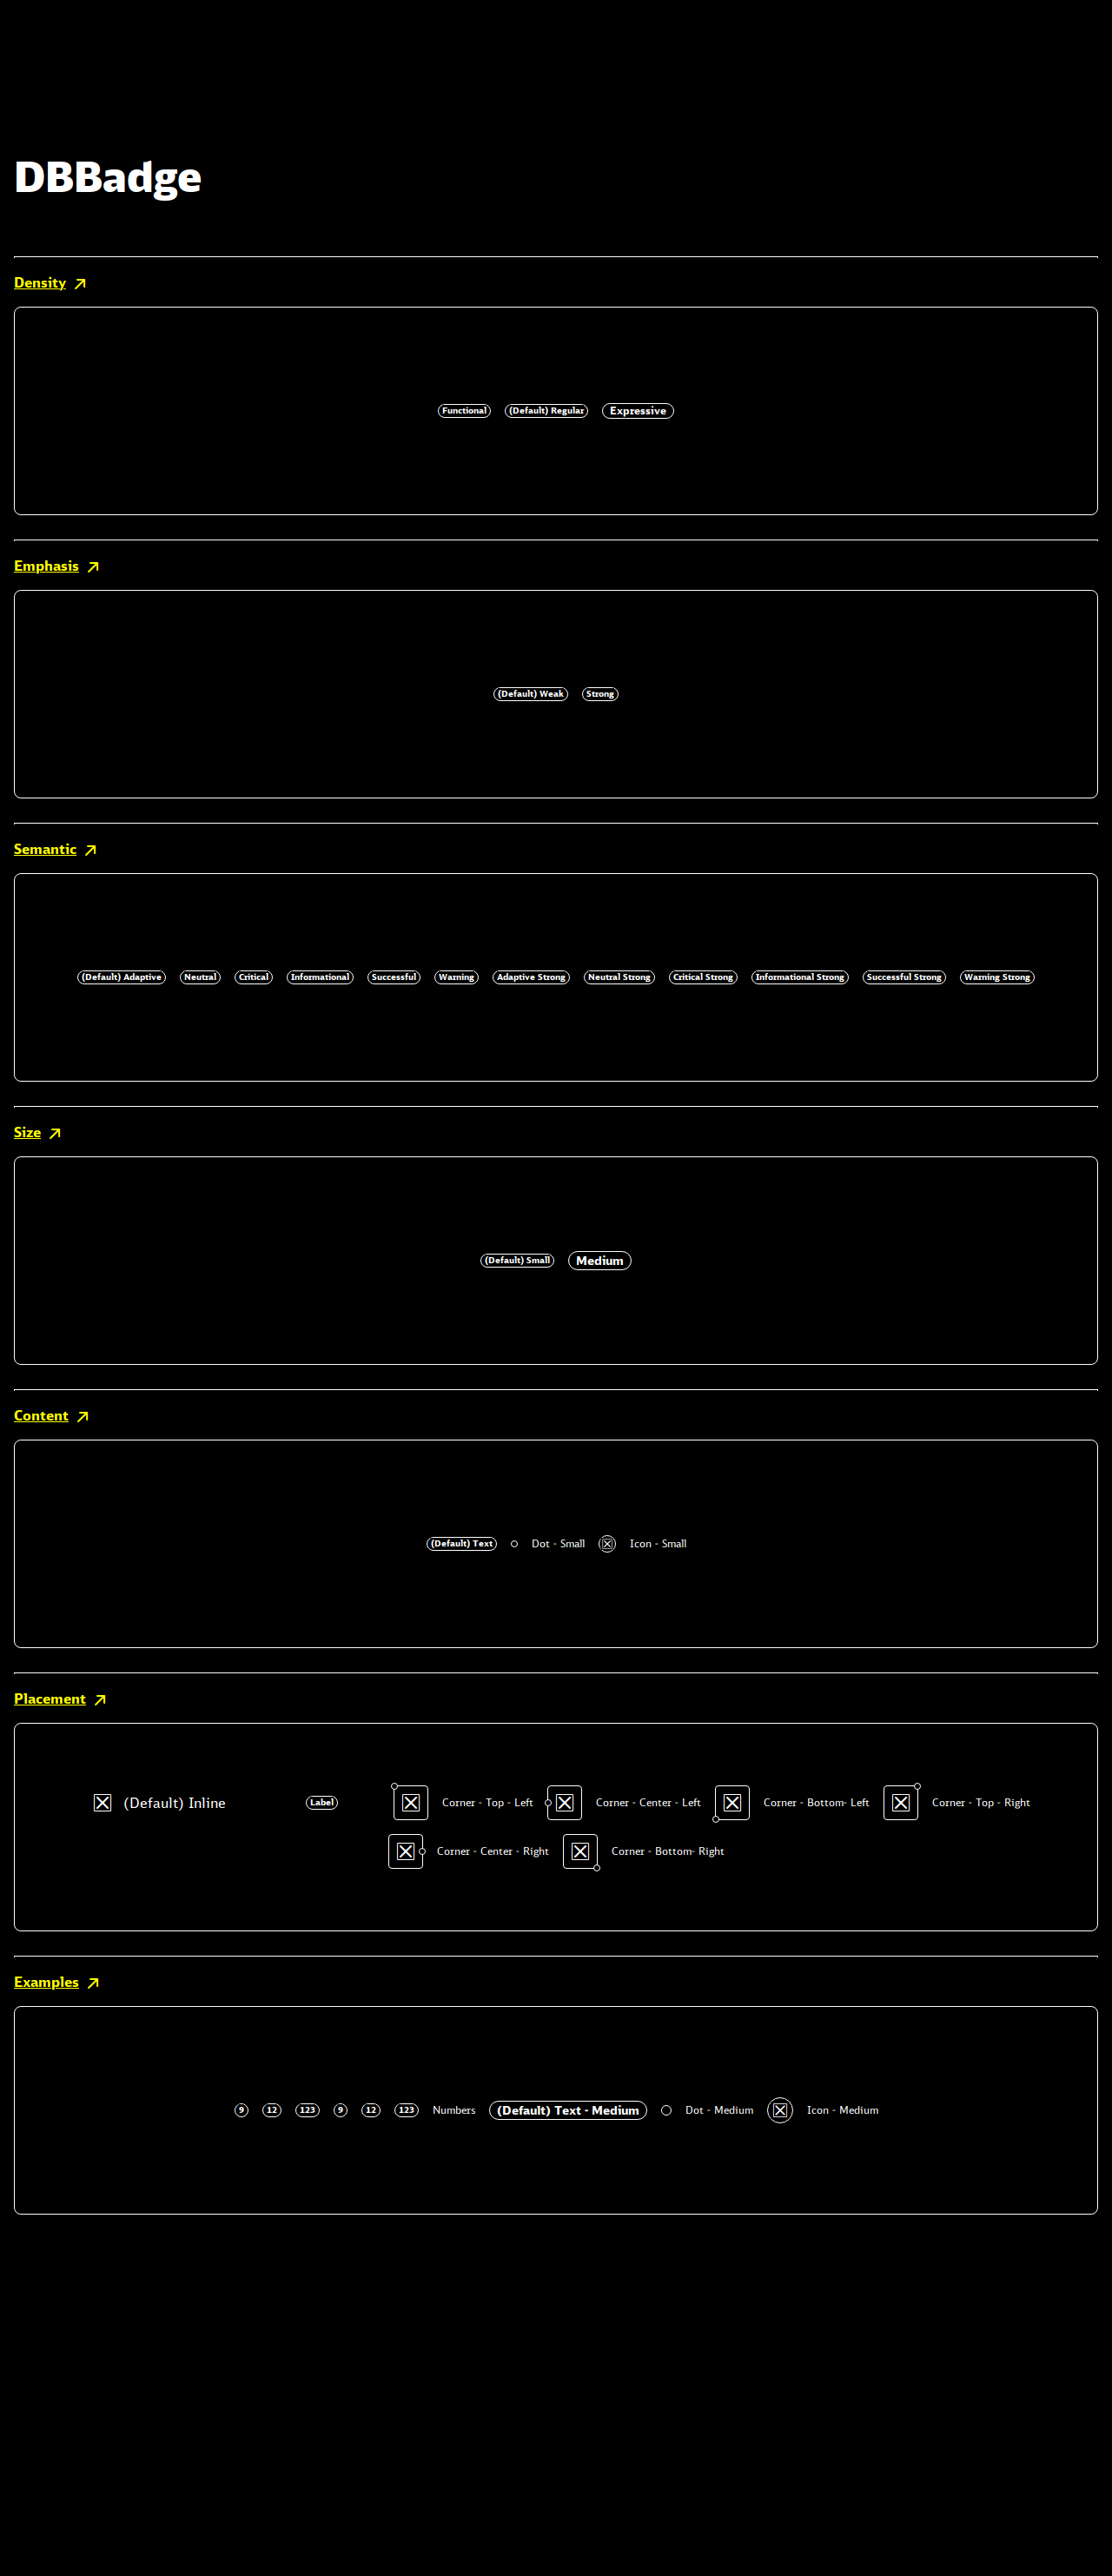 DBBadge
Density
Functional (Default) Regular Expressive
Emphasis
(Default) Weak Strong
Semantic
(Default) Adaptive Neutral Critical Informational Successful Warning Adaptive Strong Neutral Strong Critical Strong Informational Strong Successful Strong Warning Strong
Size
(Default) Small Medium
Content
(Default) Text Dot - Small Icon - Small
Placement
(Default) Inline Label Corner - Top - Left Corner - Center - Left Corner - Bottom- Left Corner - Top - Right
Corner - Center - Right Corner - Bottom- Right
Examples
9 12 123 9 12 123 Numbers (Default) Text - Medium Dot - Medium Icon - Medium